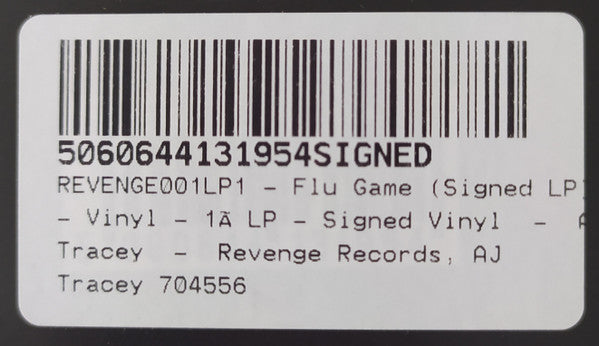 5060644131954SIGNED
REVENGE001LP1 - Flu Game (Signed LP)
- Vinyl - 1Ã LP - Signed Vinyl -
Tracey - Revenge Records, AJ
Tracey 704556